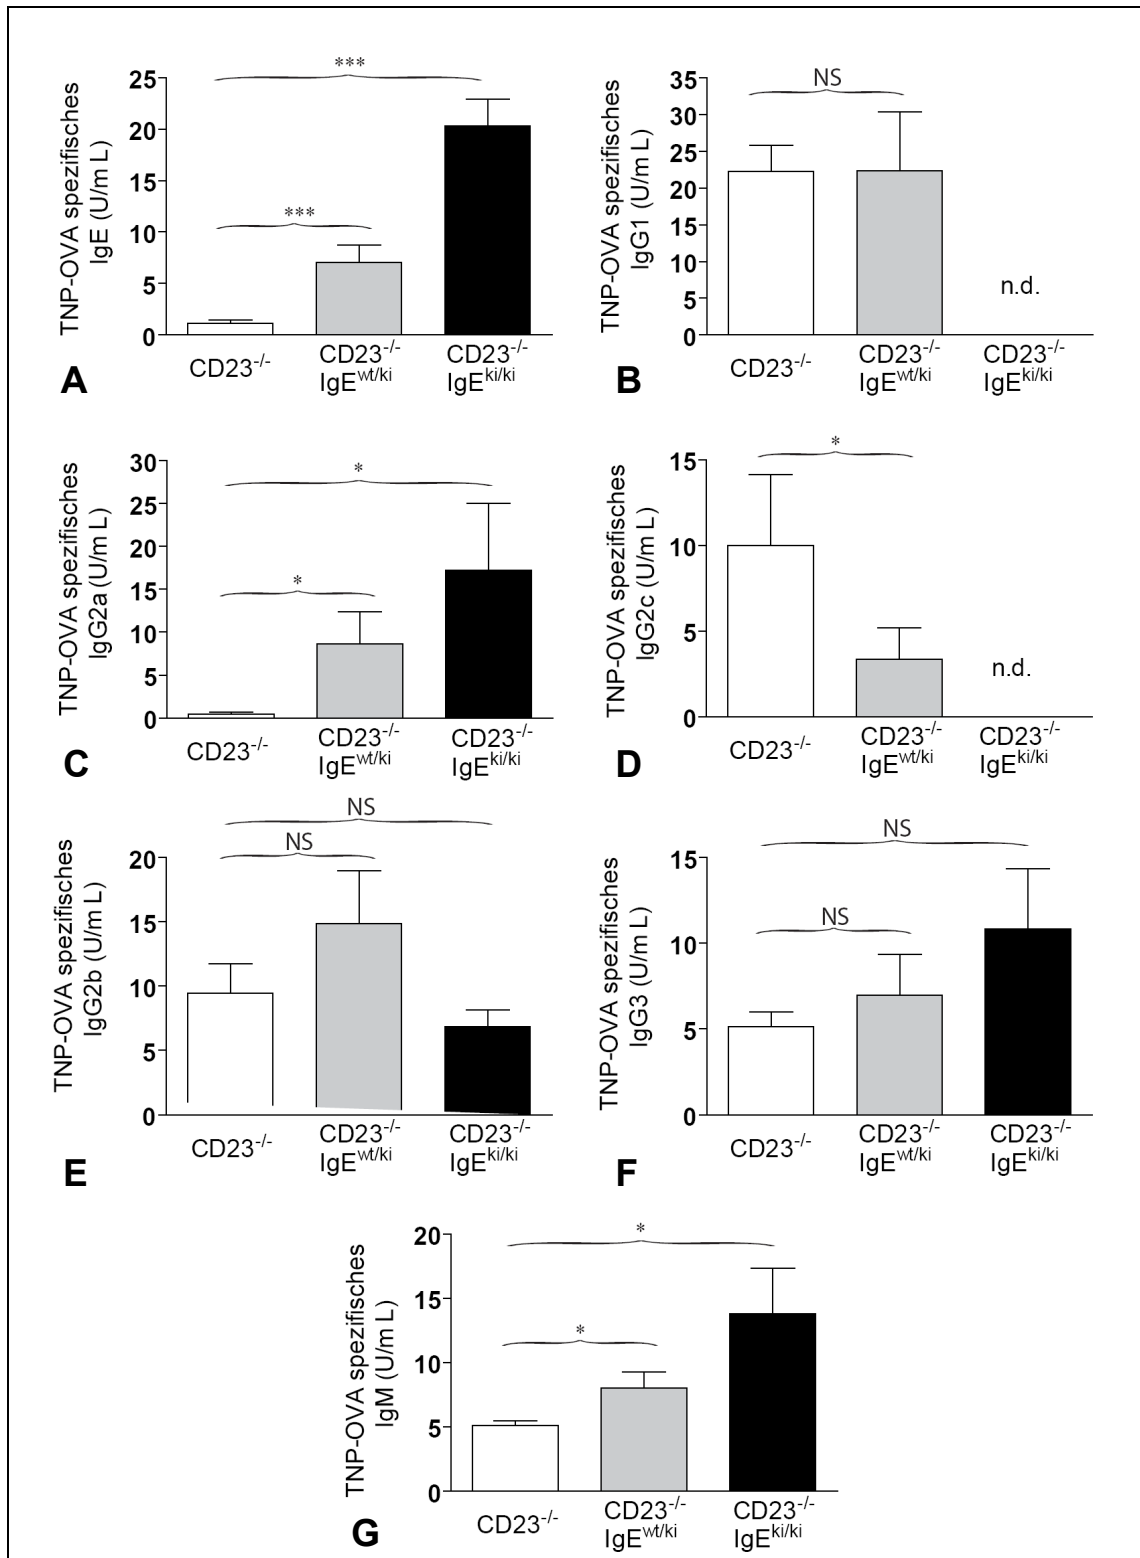 ***
***
25
20
15
10
5
0
TNP-OVA spezifisches
IgE (U/mL)
CD23-/-
CD23-/-
IgEwt/ki
CD23-/-
IgEki/ki
A
NS
35
30
25
20
15
10
5
0
TNP-OVA spezifisches
IgG1 (U/mL)
n.d.
CD23-/-
CD23-/-
IgEwt/ki
CD23-/-
IgEki/ki
B
*
*
30
25
20
15
10
5
0
TNP-OVA spezifisches
IgG2a (U/mL)
CD23-/-
CD23-/-
IgEwt/ki
CD23-/-
IgEki/ki
C
*
15
10
5
0
TNP-OVA spezifisches
IgG2c (U/mL)
n.d.
CD23-/-
CD23-/-
IgEwt/ki
CD23-/-
IgEki/ki
D
NS
NS
20
15
10
5
0
TNP-OVA spezifisches
IgG2b (U/mL)
CD23-/-
CD23-/-
IgEwt/ki
CD23-/-
IgEki/ki
E
NS
NS
15
10
5
0
TNP-OVA spezifisches
IgG3 (U/mL)
CD23-/-
CD23-/-
IgEwt/ki
CD23-/-
IgEki/ki
F
*
*
20
15
10
5
0
TNP-OVA spezifisches
IgM (U/mL)
CD23-/-
CD23-/-
IgEwt/ki
CD23-/-
IgEki/ki
G